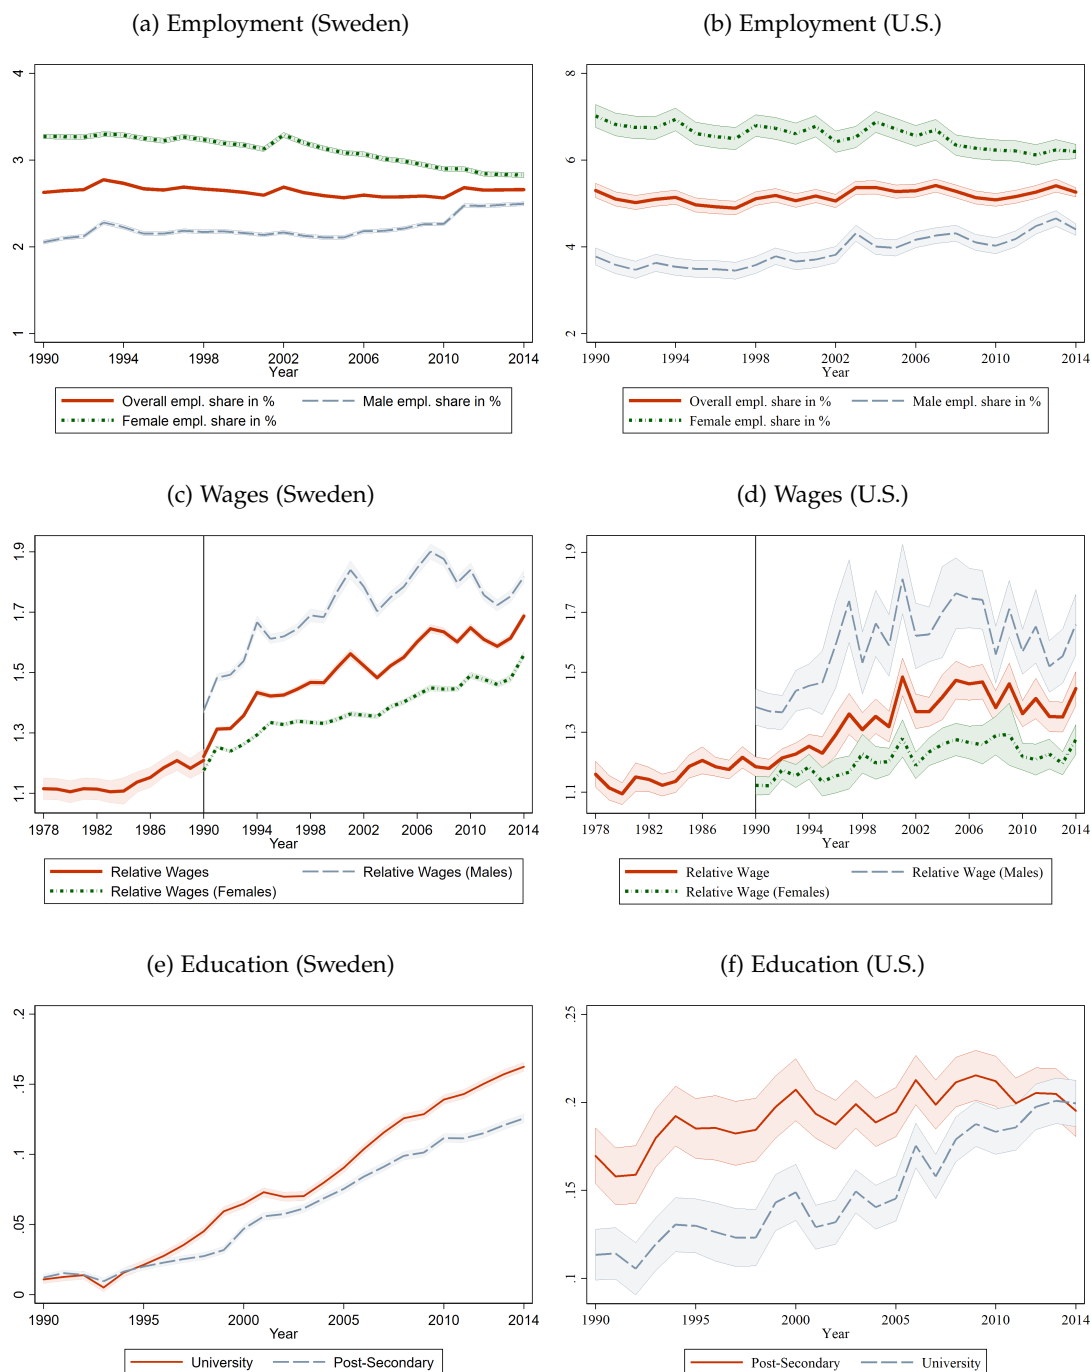 (a) Employment (Sweden)
(b) Employment (U.S.)
4
3
2
1
1990 1994 1998 2002 2006 2010 2014
Year
Overall empl. share in % Male empl. share in %
Female empl. share in %
8
6
4
2
1990 1994 1998 2002 2006 2010 2014
Year
Overall empl. share in % Male empl. share in %
Female empl. share in %
(c) Wages (Sweden)
(d) Wages (U.S.)
1.9
1.7
1.5
1.3
1.1
1978 1982 1986 1990 1994 1998 2002 2006 2010 2014
Year
Relative Wages Relative Wages (Males)
Relative Wages (Females)
1.9
1.7
1.5
1.3
1.1
1978 1982 1986 1990 1994 1998 2002 2006 2010 2014
Year
Relative Wage Relative Wage (Males)
Relative Wage (Females)
(e) Education (Sweden)
(f) Education (U.S.)
.2
.15
.1
.05
0
1990 1995 2000 2005 2010 2014
Year
University Post-Secondary
.25
.2
.15
.1
1990 1995 2000 2005 2010 2014
Year
Post-Secondary University